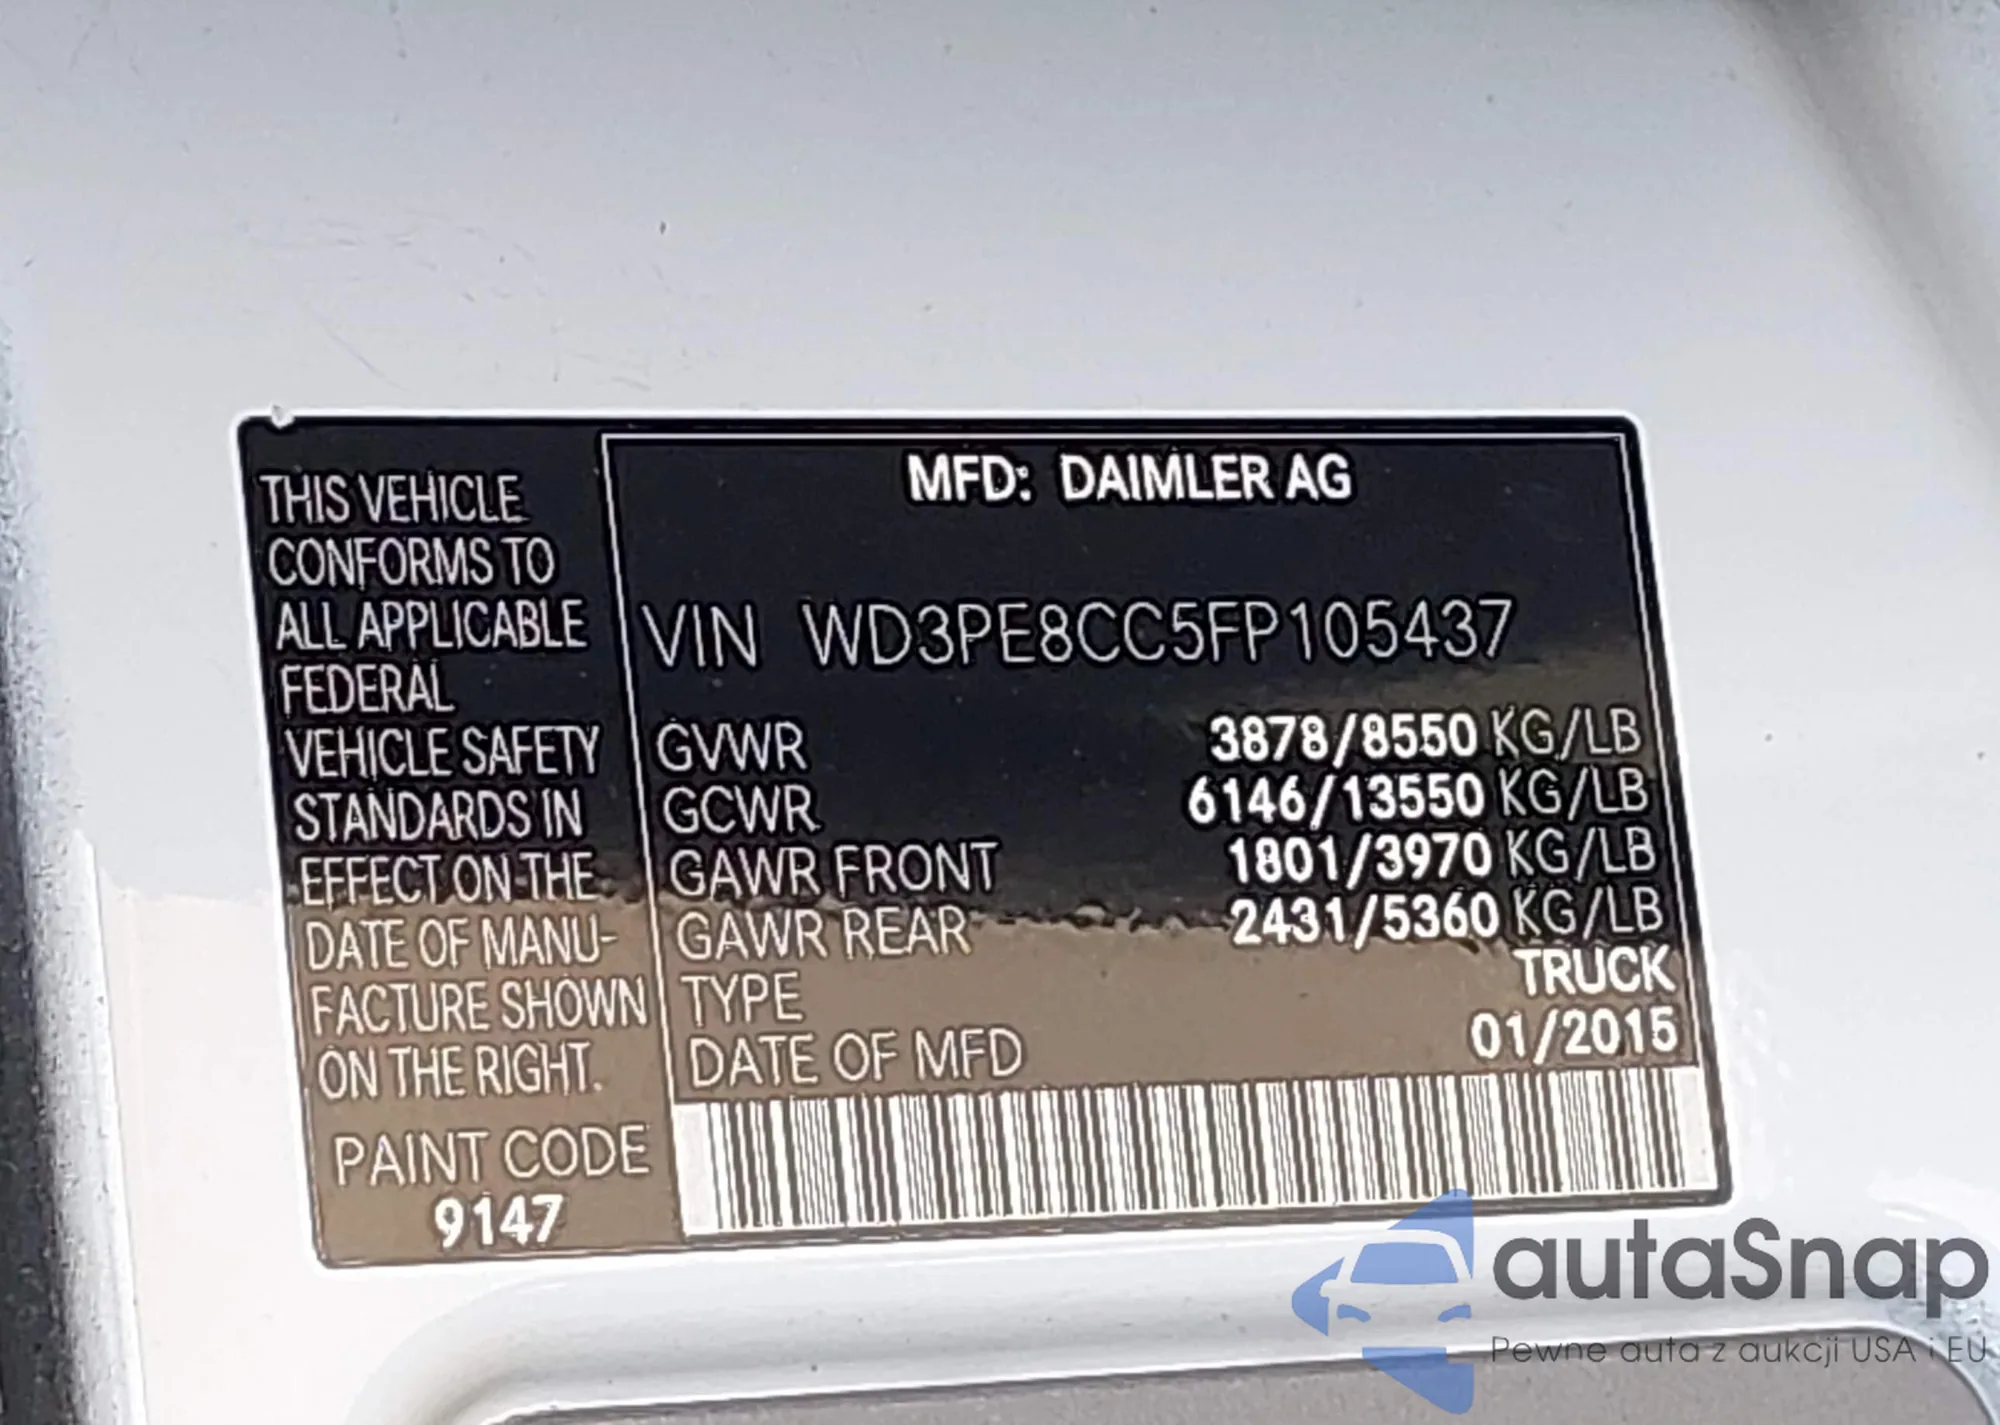 THIS VEHICLE
CONFORMS TO
ALL APPLICABLE
FEDERAL
VEHICLE SAFETY
STANDARDS IN
EFFECT ON THE
DATE OF MANU-
FACTURE SHOWN
ON THE RIGHT.
PAINT CODE
9147
MFD: DAIMLER AG
VIN WD3PE8CC5FP105437
GVWR 3878/8550 KG/LB
GCWR 6146/13550 KG/LB
GAWR FRONT 1801/3970 KG/LB
GAWR REAR 2431/5360 KG/LB
TYPE TRUCK
DATE OF MFD 01/2015
autaSnap
Pewne auta z aukcji USA i EU